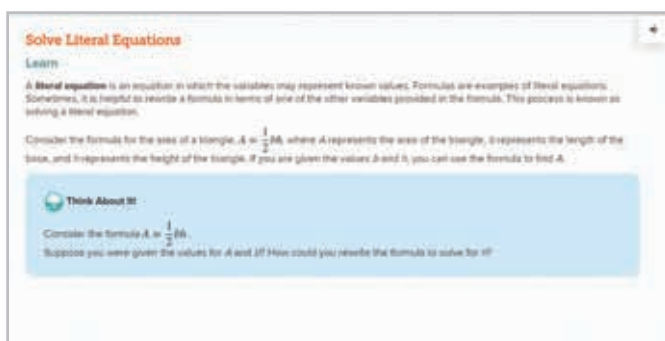 Solve Literal Equations
Learn
A literal equation is an equation in which the variables may represent known values. Formulas are examples of literal equations.
Sometimes, it is helpful to rewrite a formula in terms of one of the other variables provided in the formula. This process is known as
solving a literal equation.
Consider the formula for the area of a triangle, A = 1/2 bh, where A represents the area of the triangle, b represents the length of the
base, and h represents the height of the triangle. If you are given the values b and h, you can use the formula to find A.
Think About It!
Consider the formula A = 1/2 bh.
Suppose you were given the values for A and b? How could you rewrite the formula to solve for h?